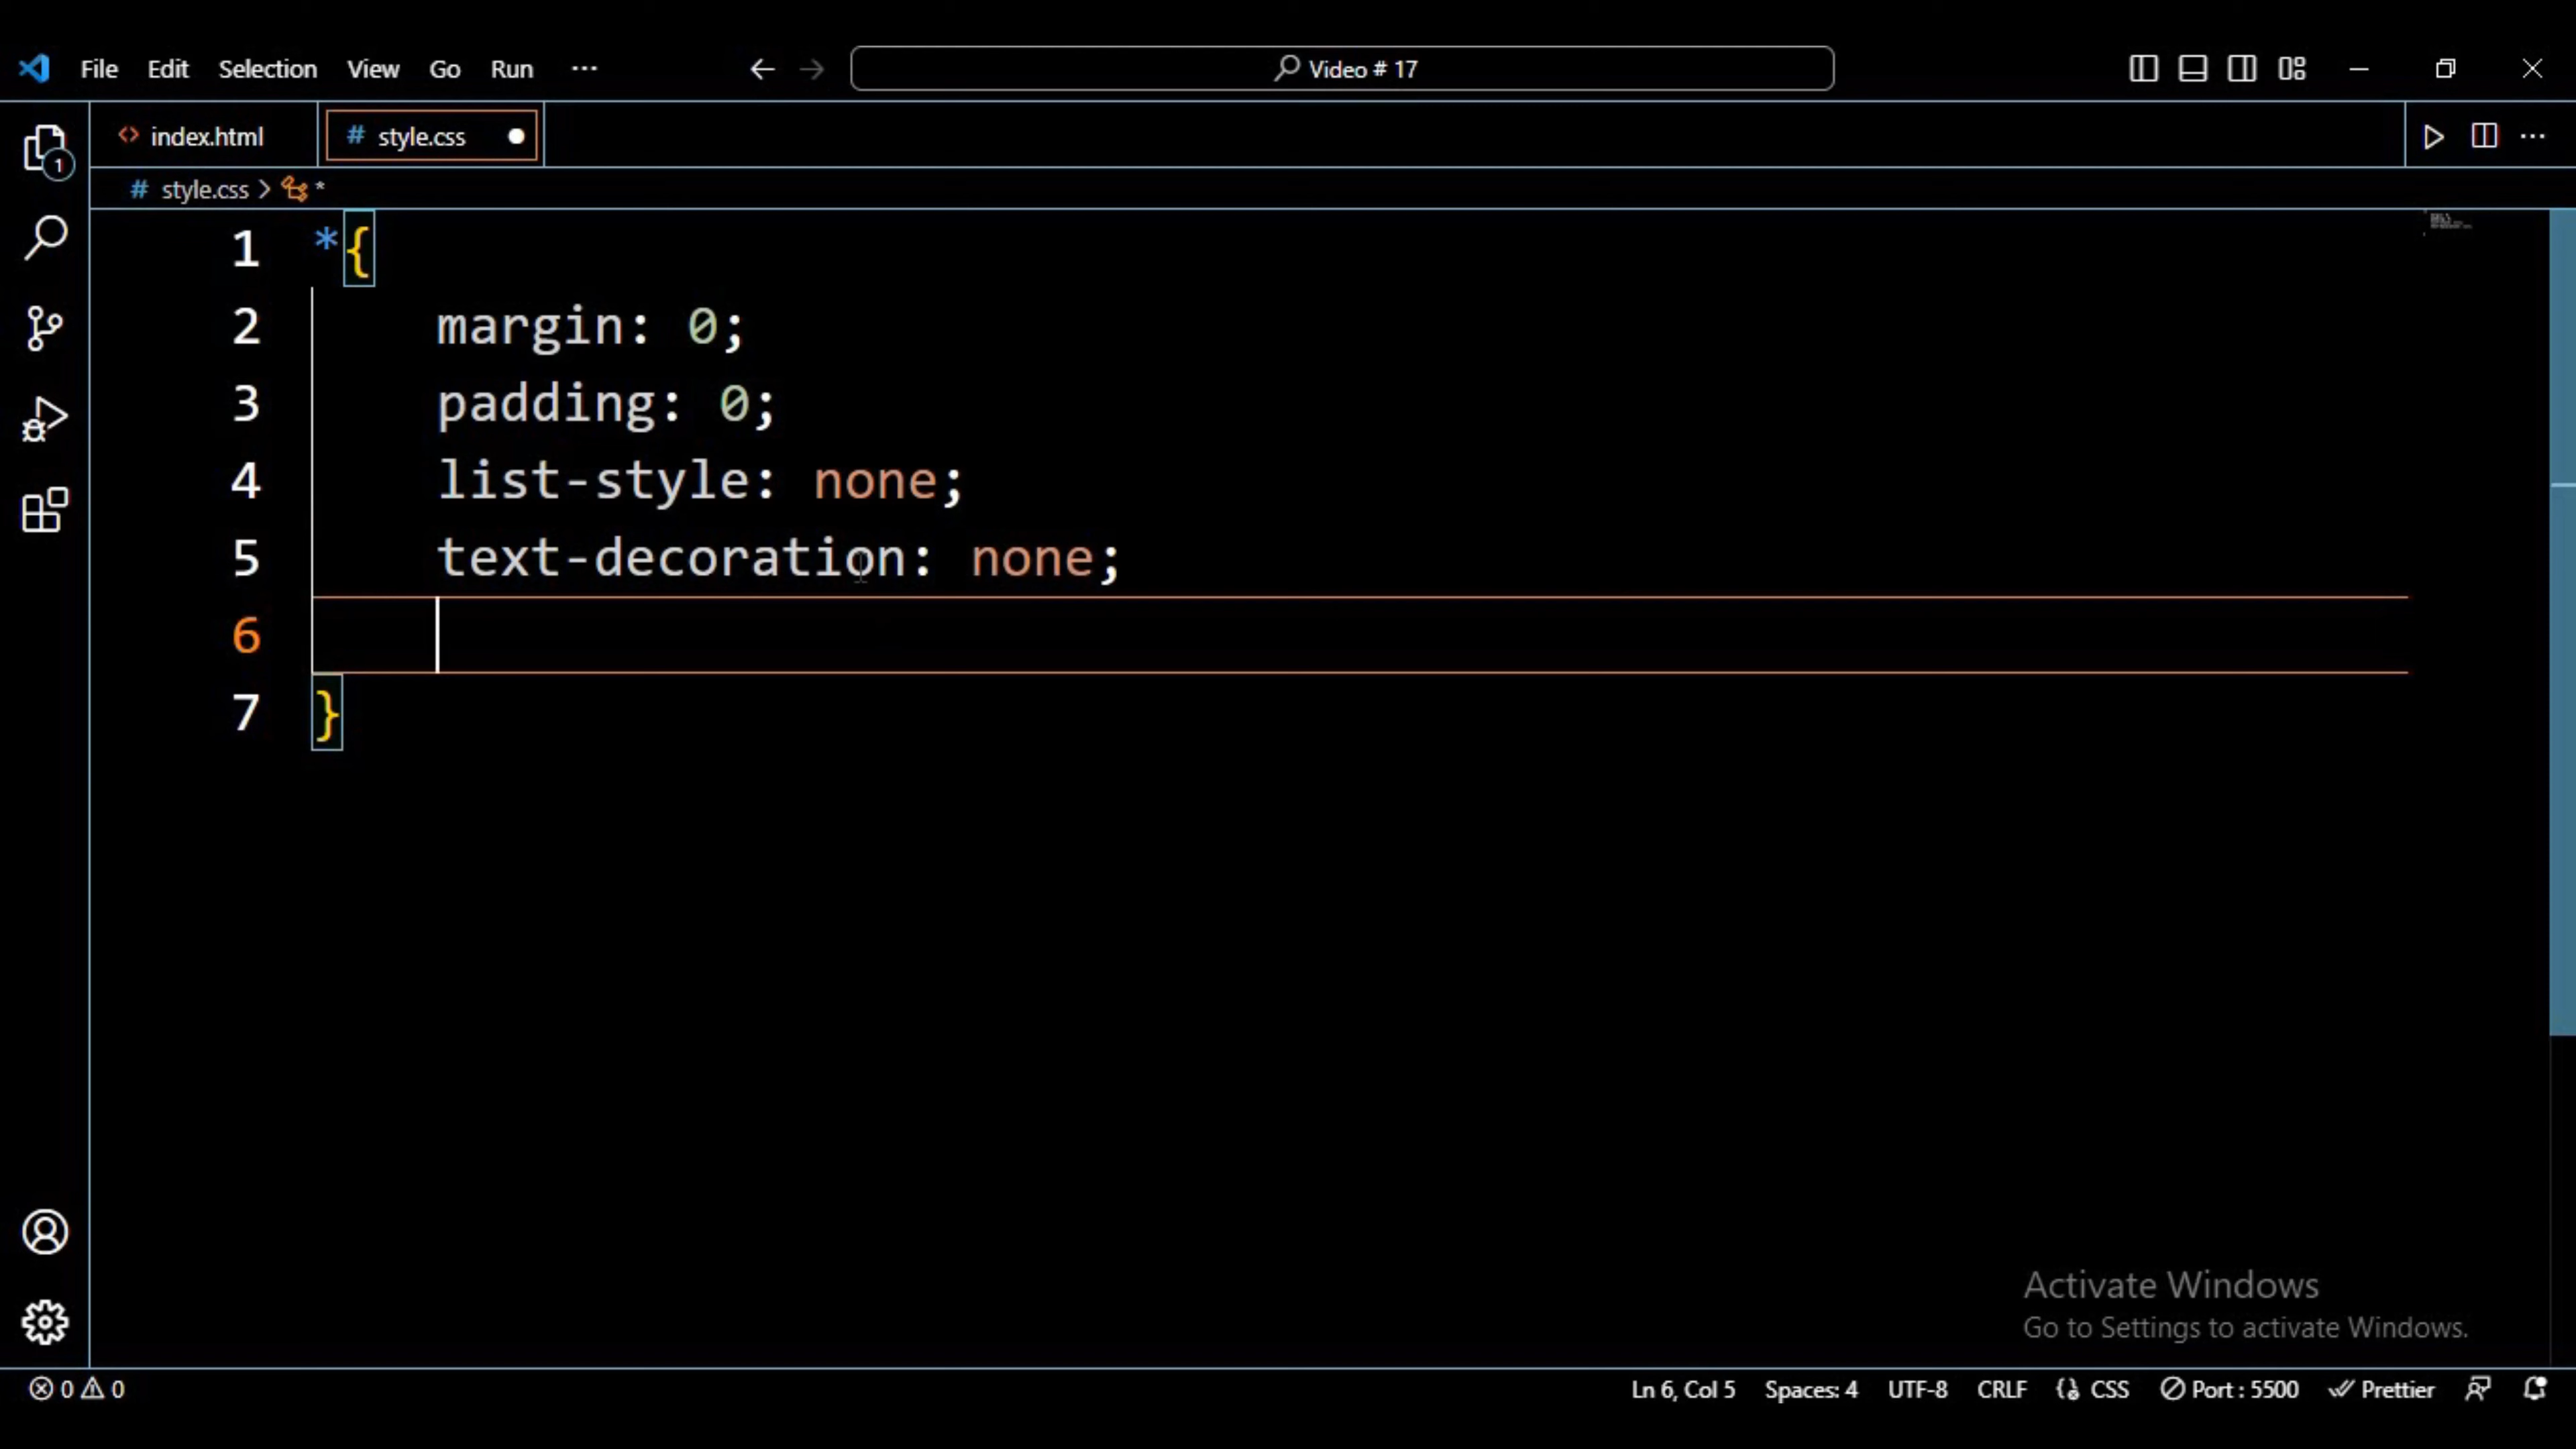 File Edit Selection View Go Run ··· Video # 17
index.html style.css
style.css > *
1 *{
2 margin: 0;
3 padding: 0;
4 list-style: none;
5 text-decoration: none;
6
7 }
1
Activate Windows
Go to Settings to activate Windows.
0 0 Ln 6, Col 5 Spaces: 4 UTF-8 CRLF CSS Port : 5500 Prettier